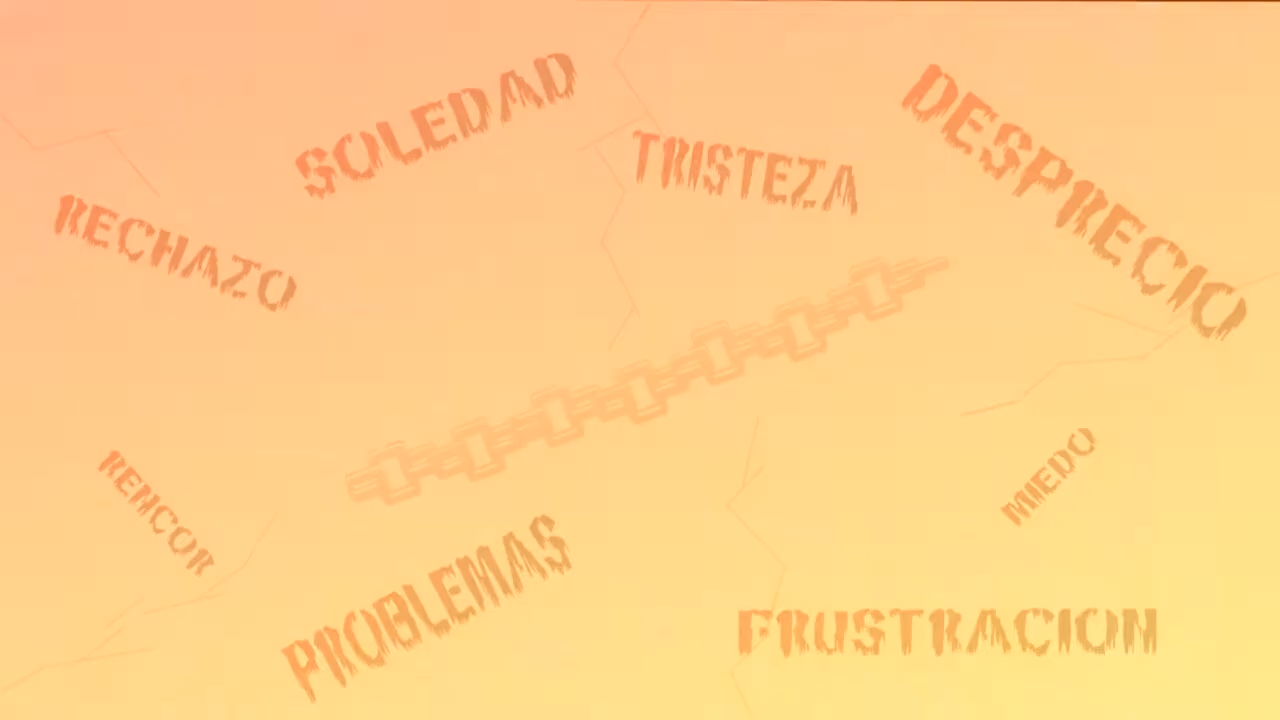 SOLEDAD
DESPRECIO
TRISTEZA
RECHAZO
RENCOR
MIEDO
PROBLEMAS
FRUSTRACION